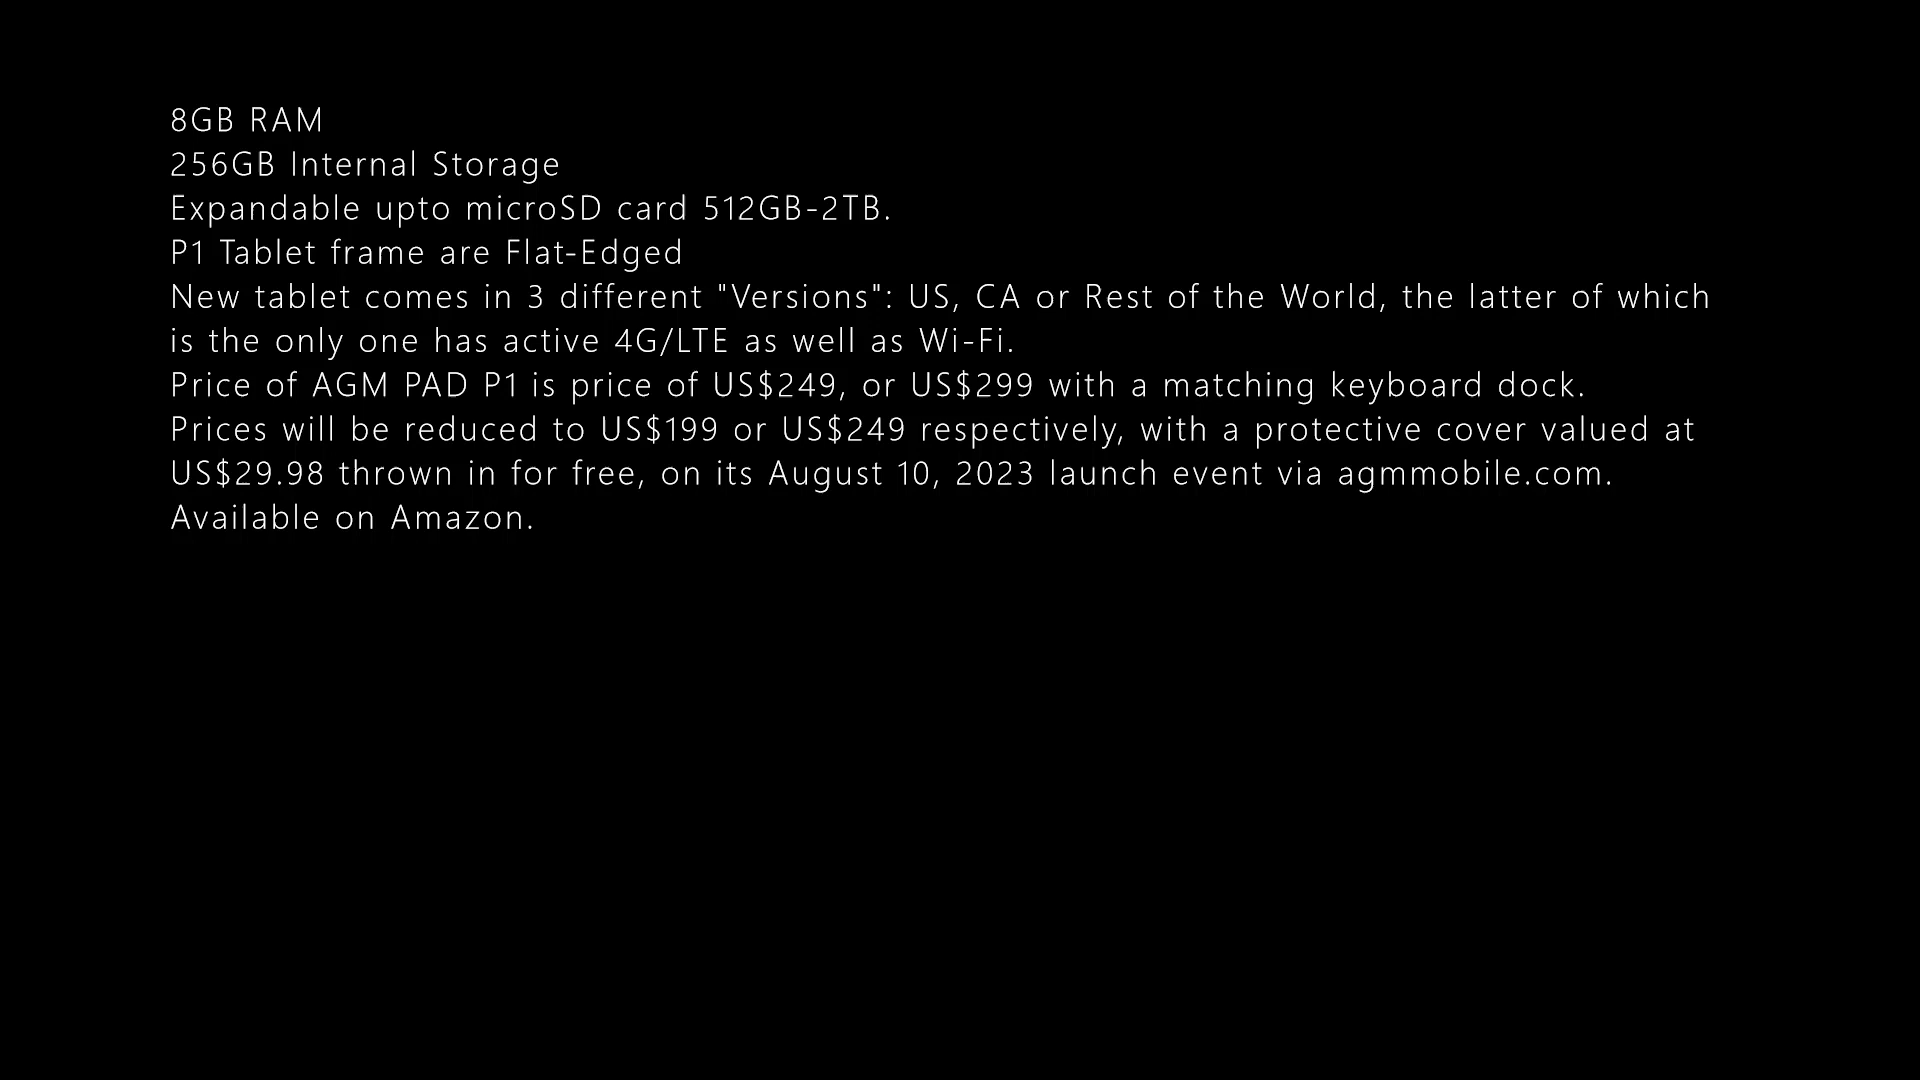 8GB RAM
256GB Internal Storage
Expandable upto microSD card 512GB-2TB.
P1 Tablet frame are Flat-Edged
New tablet comes in 3 different "Versions": US, CA or Rest of the World, the latter of which
is the only one has active 4G/LTE as well as Wi-Fi.
Price of AGM PAD P1 is price of US$249, or US$299 with a matching keyboard dock.
Prices will be reduced to US$199 or US$249 respectively, with a protective cover valued at
US$29.98 thrown in for free, on its August 10, 2023 launch event via agmmobile.com.
Available on Amazon.